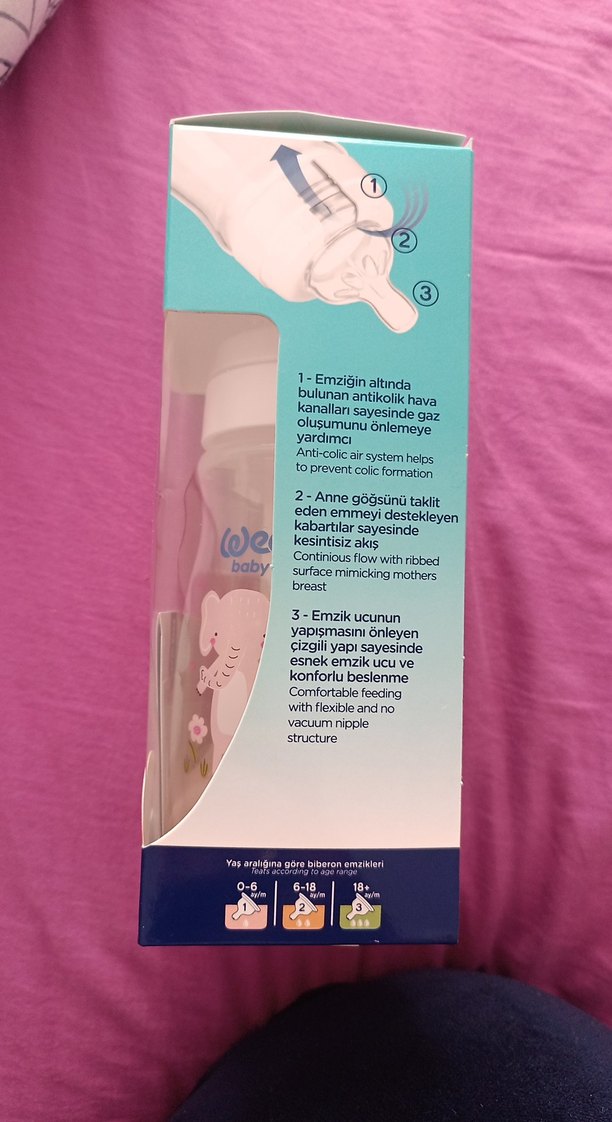 1
2
3
1 - Emziğin altında
bulunan antikolik hava
kanalları sayesinde gaz
oluşumunu önlemeye
yardımcı
Anti-colic air system helps
to prevent colic formation
2 - Anne göğsünü taklit
eden emmeyi destekleyen
kabartılar sayesinde
kesintisiz akış
Continious flow with ribbed
surface mimicking mothers
breast
3 - Emzik ucunun
yapışmasını önleyen
çizgili yapı sayesinde
esnek emzik ucu ve
konforlu beslenme
Comfortable feeding
with flexible and no
vacuum nipple
structure
wee
baby
Yaş aralığına göre biberon emzikleri
Teats according to age range
0-6 ay/m 6-18 ay/m 18+ ay/m
1 2 3